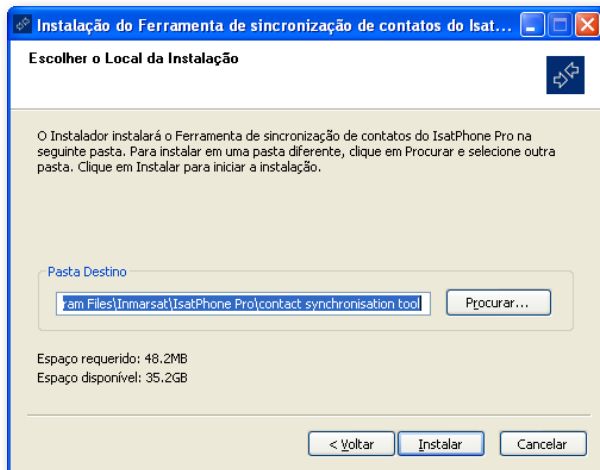 Instalação do Ferramenta de sincronização de contatos do Isat...
Escolher o Local da Instalação
O Instalador instalará o Ferramenta de sincronização de contatos do IsatPhone Pro na
seguinte pasta. Para instalar em uma pasta diferente, clique em Procurar e selecione outra
pasta. Clique em Instalar para iniciar a instalação.
Pasta Destino
ram Files\Inmarsat\IsatPhone Pro\contact synchronisation tool
Procurar...
Espaço requerido: 48.2MB
Espaço disponível: 35.2GB
< Voltar
Instalar
Cancelar